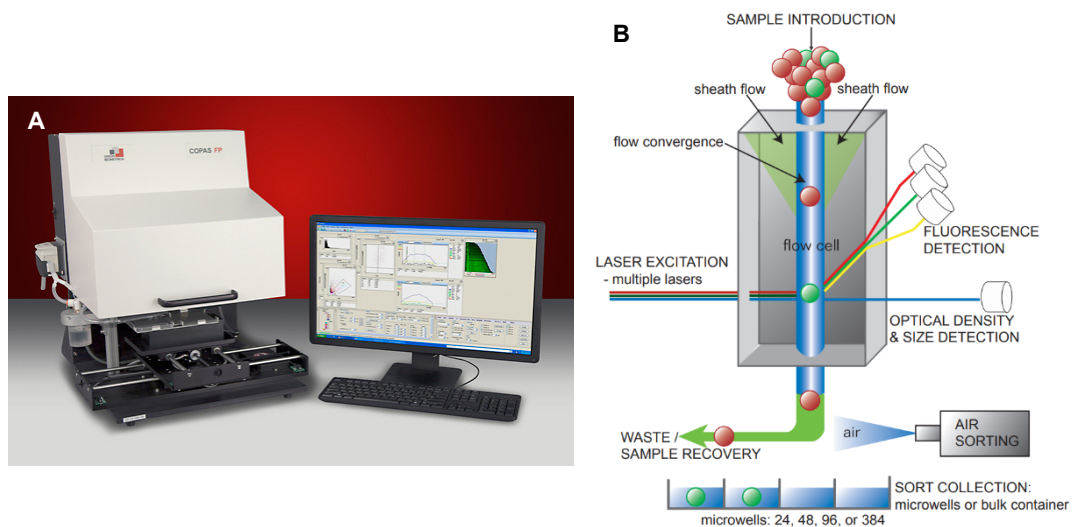 A
COPAS FP
B
SAMPLE INTRODUCTION
sheath flow
sheath flow
flow convergence
flow cell
FLUORESCENCE
DETECTION
LASER EXCITATION
- multiple lasers
OPTICAL DENSITY
& SIZE DETECTION
WASTE /
SAMPLE RECOVERY
air
AIR
SORTING
SORT COLLECTION:
microwells or bulk container
microwells: 24, 48, 96, or 384